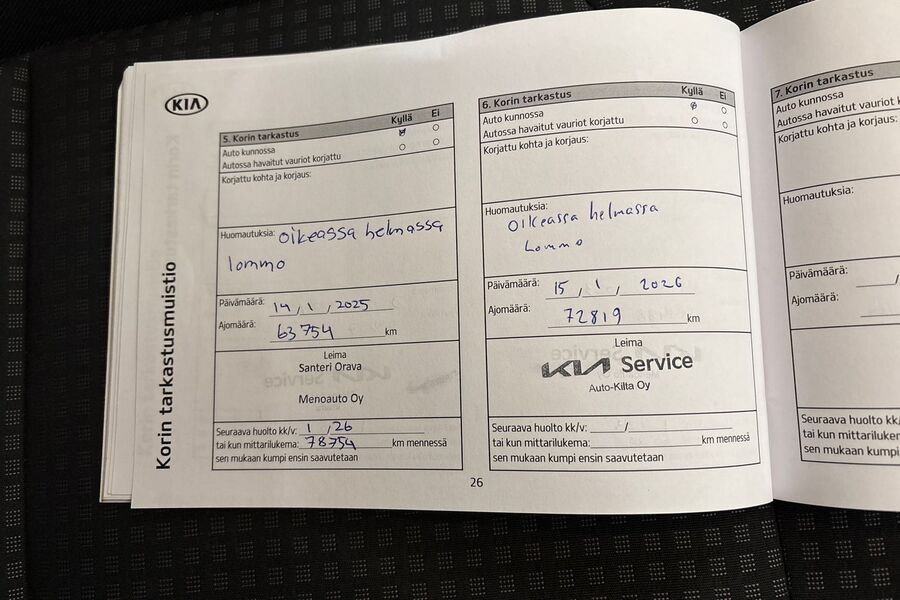 KIA
Korin tarkastusmuistio
5. Korin tarkastus Kyllä Ei
Auto kunnossa
Autossa havaitut vauriot korjattu
Korjattu kohta ja korjaus:
Huomautuksia: oikeassa helmassa
lommo
Päivämäärä: 14, 1, 2025
Ajomäärä: 63754 km
Leima
Santeri Orava
Menoauto Oy
Seuraava huolto kk/v: 1 , 26
tai kun mittarilukema: 78754 km mennessä
sen mukaan kumpi ensin saavutetaan
6. Korin tarkastus Kyllä Ei
Auto kunnossa
Autossa havaitut vauriot korjattu
Korjattu kohta ja korjaus:
Huomautuksia:
Oikeassa helmassa
Lommo
Päivämäärä: 15, 1, 2026
Ajomäärä: 72819 km
Leima
KIA Service
Auto-Kilta Oy
Seuraava huolto kk/v: /
tai kun mittarilukema: km mennessä
sen mukaan kumpi ensin saavutetaan
26
7. Korin tarkastus
Auto kunnossa
Autossa havaitut vauriot
Korjattu kohta ja korjaus:
Huomautuksia:
Päivämäärä: /
Ajomäärä:
Seuraava huolto kk/v:
tai kun mittarilukem
sen mukaan kumpi